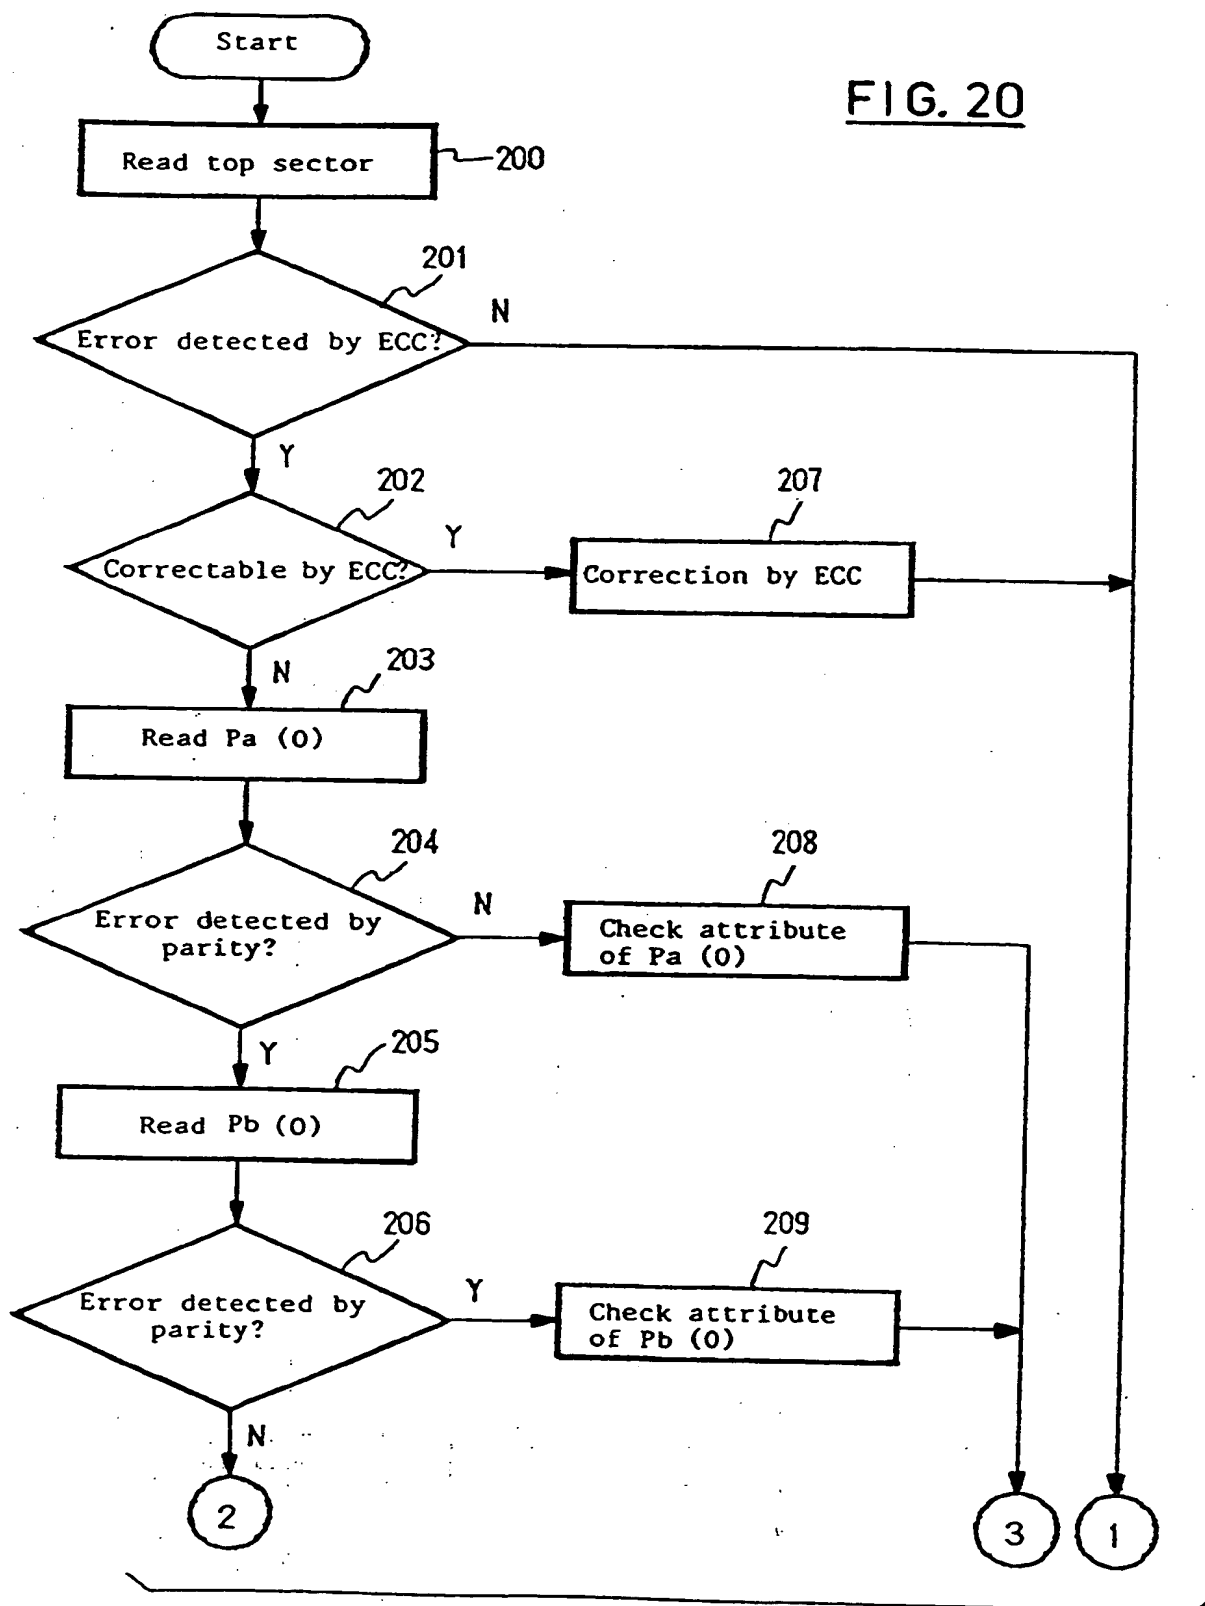 Start
FIG. 20
Read top sector
200
201
Error detected by ECC?
N
Y
202
Correctable by ECC?
Y
207
Correction by ECC
N
203
Read Pa (0)
204
Error detected by
parity?
N
208
Check attribute
of Pa (0)
Y
205
Read Pb (0)
206
Error detected by
parity?
Y
209
Check attribute
of Pb (0)
N
2
3
1